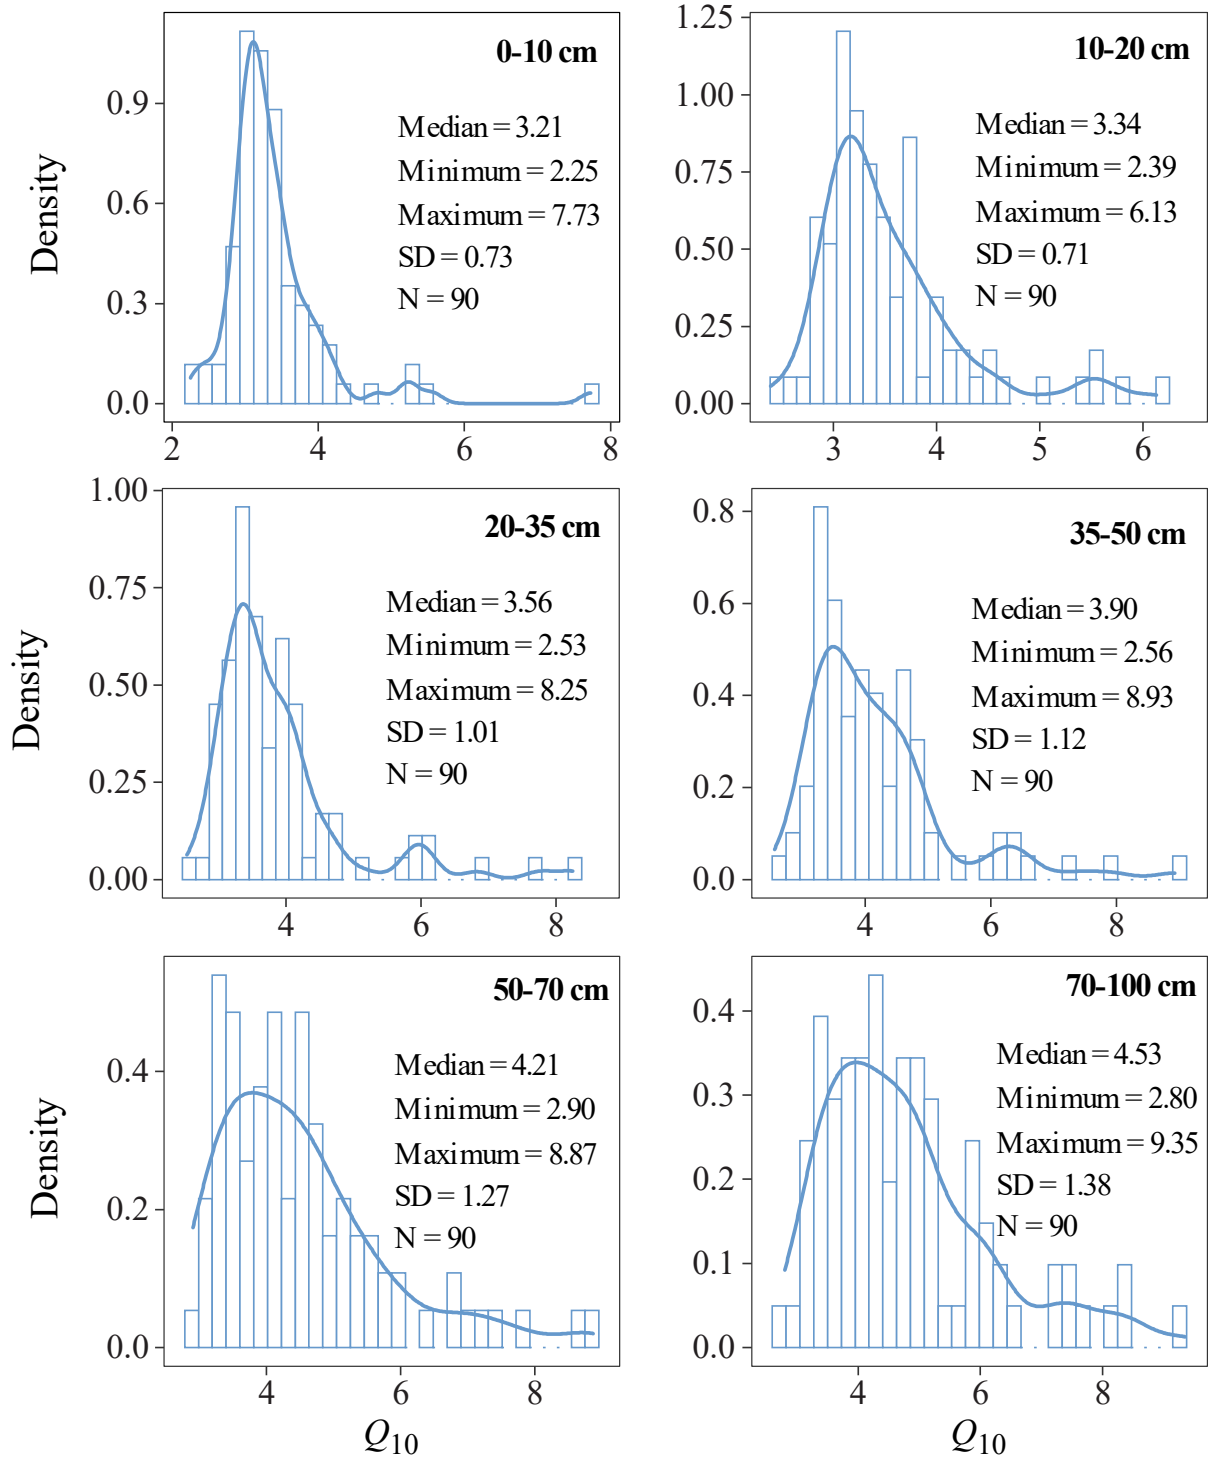 0-10 cm
Median = 3.21
Minimum = 2.25
Maximum = 7.73
SD = 0.73
N = 90
Density
0.9
0.6
0.3
0.0
2 4 6 8
10-20 cm
Median = 3.34
Minimum = 2.39
Maximum = 6.13
SD = 0.71
N = 90
1.25
1.00
0.75
0.50
0.25
0.00
3 4 5 6
20-35 cm
Median = 3.56
Minimum = 2.53
Maximum = 8.25
SD = 1.01
N = 90
Density
1.00
0.75
0.50
0.25
0.00
4 6 8
35-50 cm
Median = 3.90
Minimum = 2.56
Maximum = 8.93
SD = 1.12
N = 90
0.8
0.6
0.4
0.2
0.0
4 6 8
50-70 cm
Median = 4.21
Minimum = 2.90
Maximum = 8.87
SD = 1.27
N = 90
Density
0.4
0.2
0.0
4 6 8
Q10
70-100 cm
Median = 4.53
Minimum = 2.80
Maximum = 9.35
SD = 1.38
N = 90
0.4
0.3
0.2
0.1
0.0
4 6 8
Q10